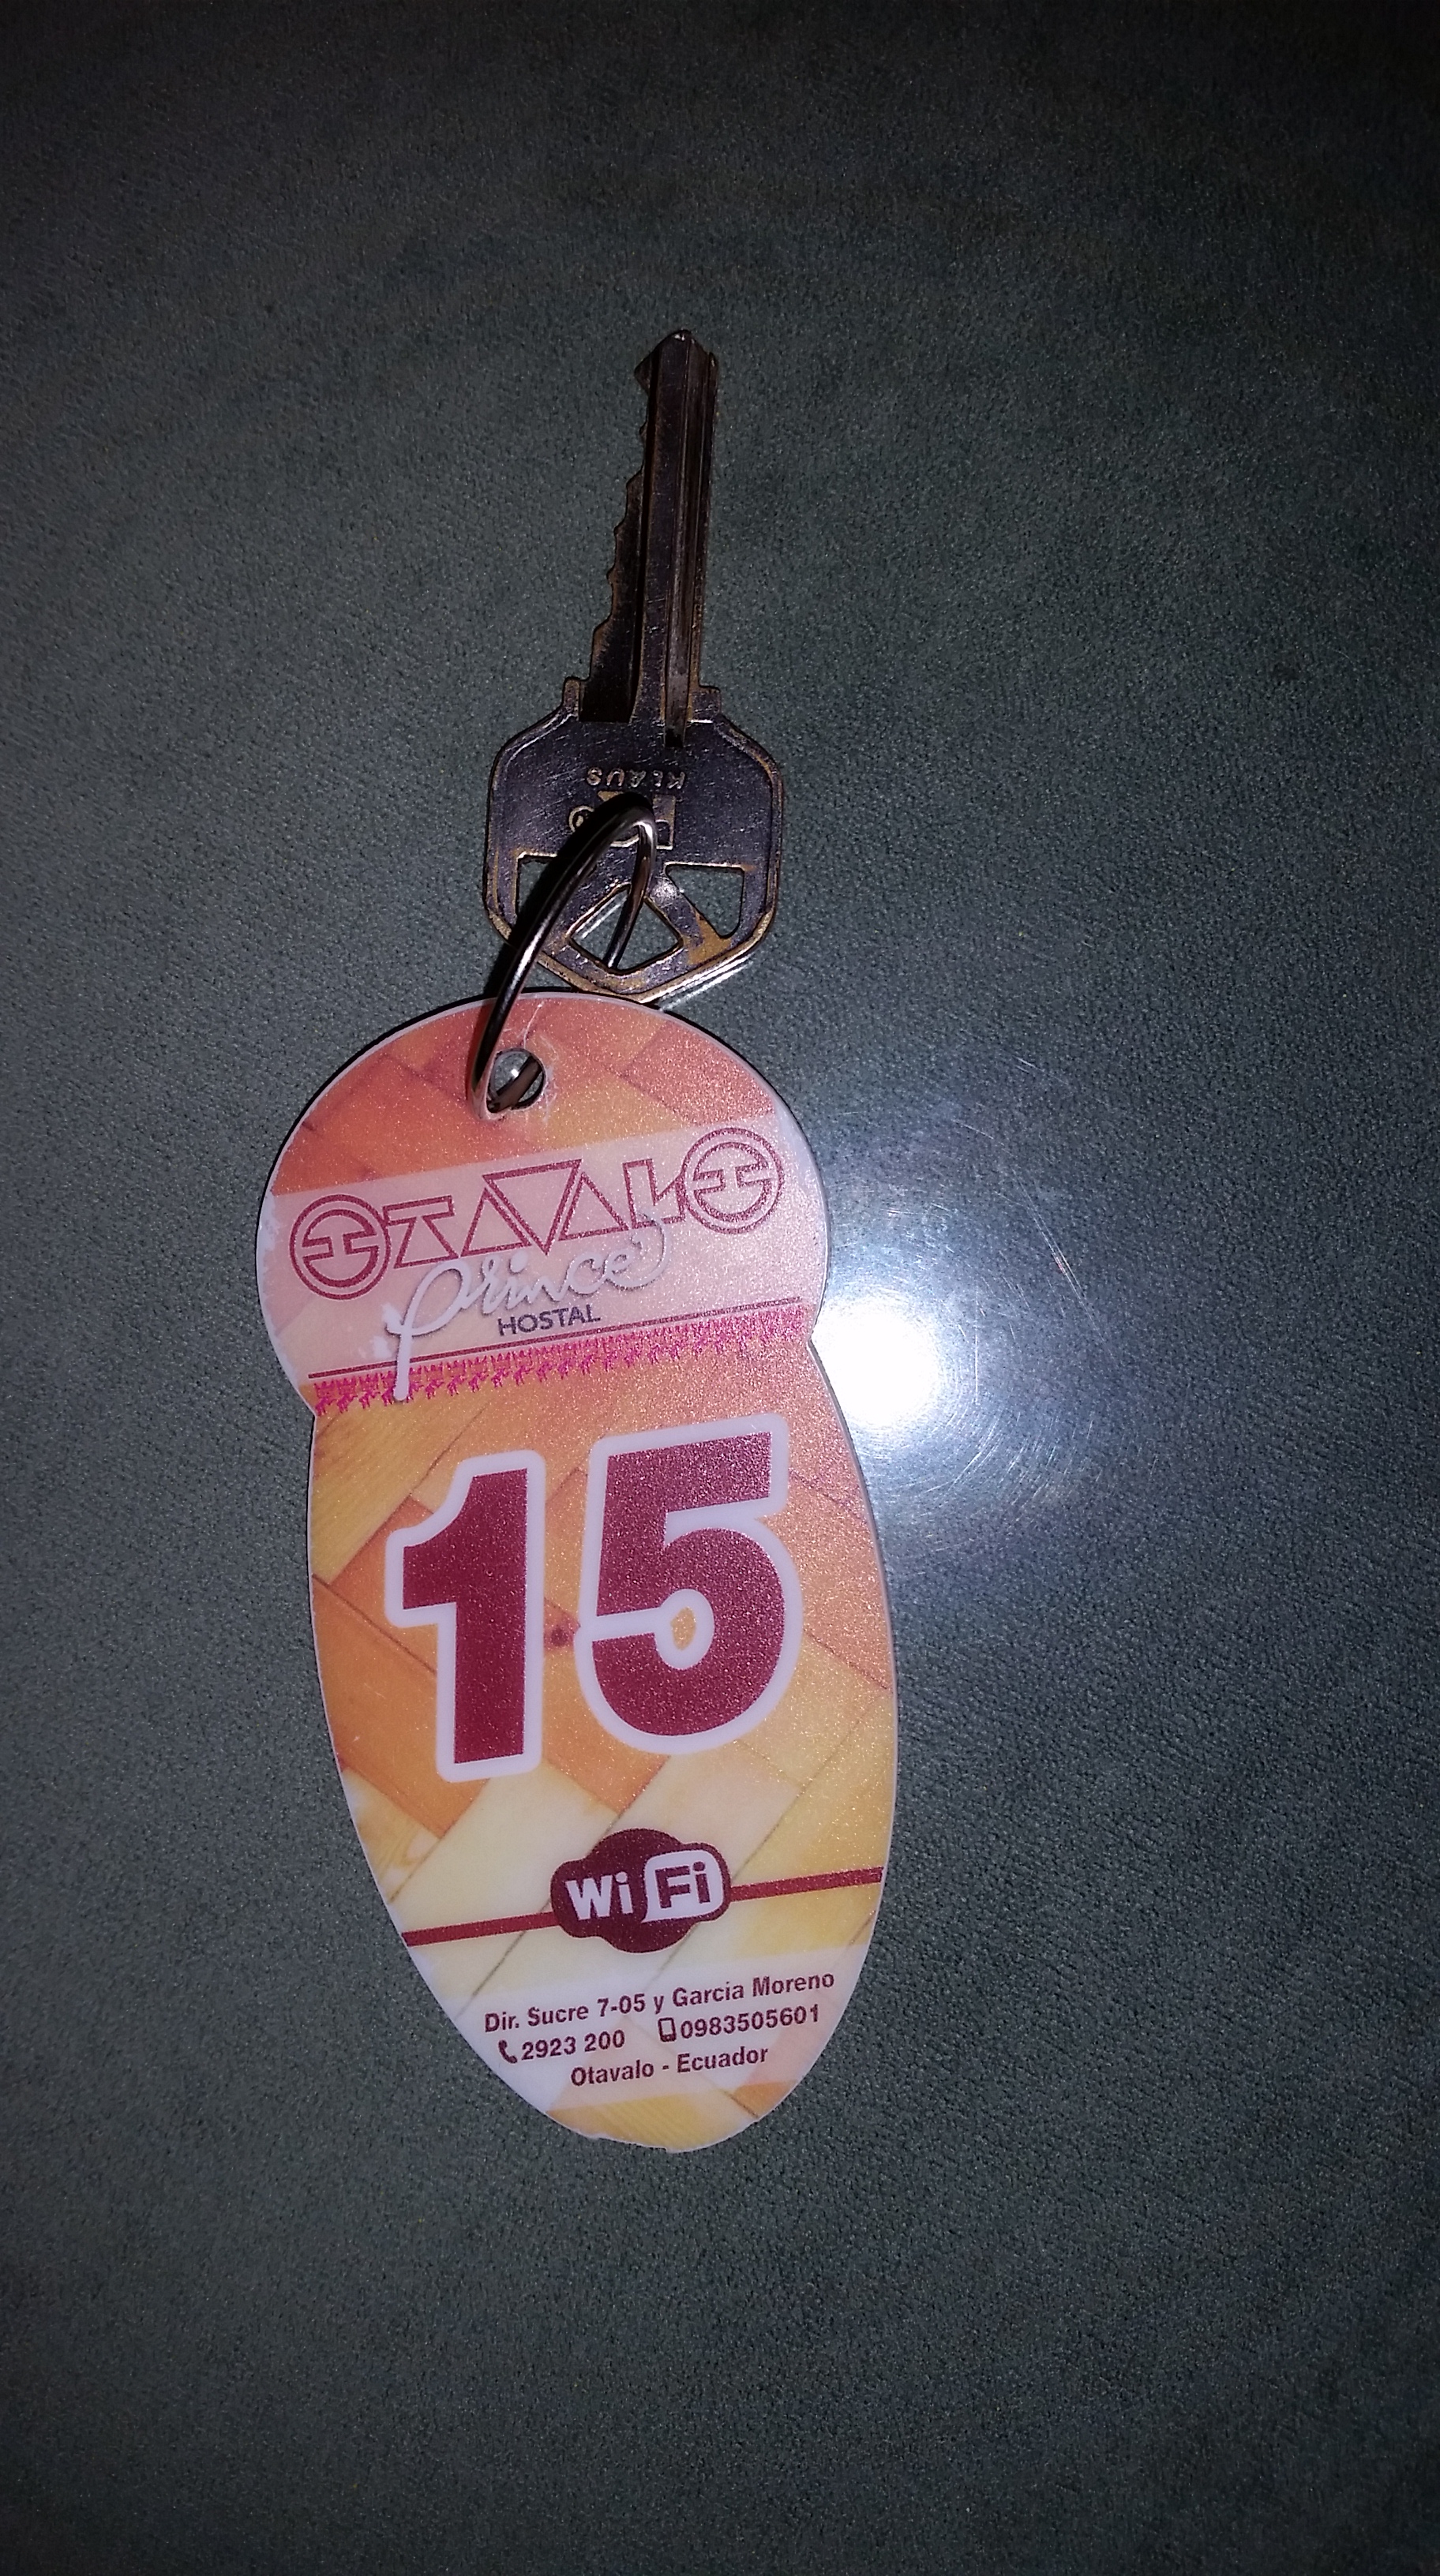 KLAUS
OTAVALO
Prince
HOSTAL
15
Wi Fi
Dir. Sucre 7-05 y Garcia Moreno
2923 200 0983505601
Otavalo - Ecuador